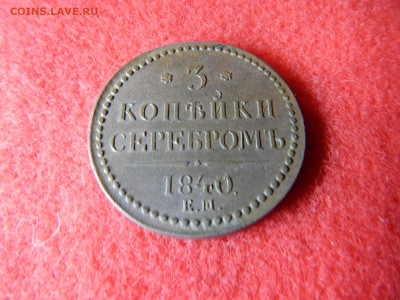 COINS.LAVE.RU
* 3 *
КОПѢЙКИ
СЕРЕБРОМЪ
1840.
Е.М.